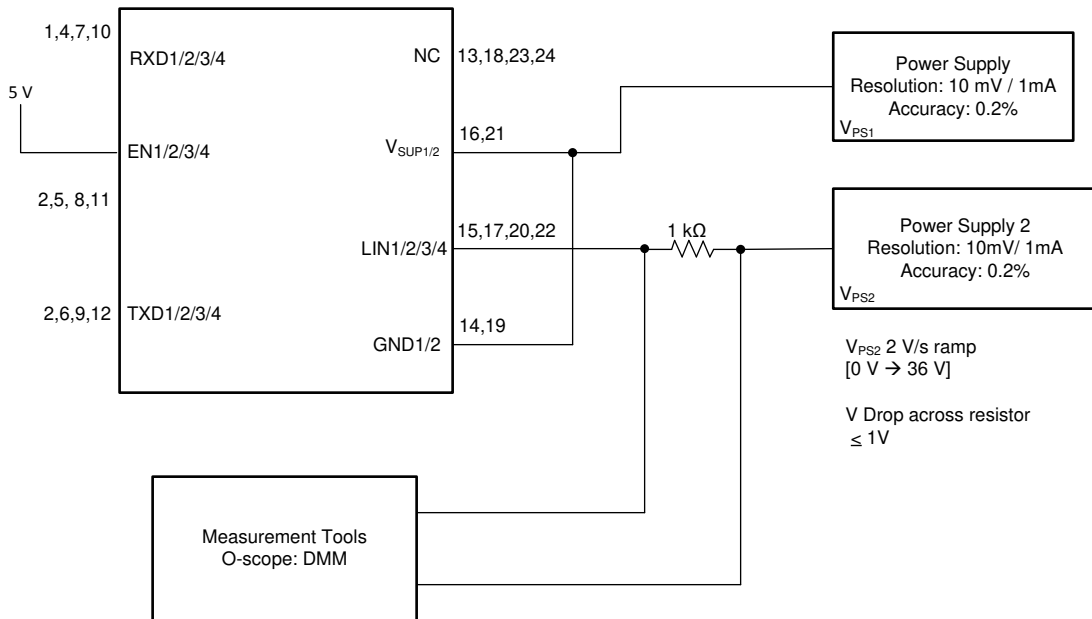 1,4,7,10
RXD1/2/3/4
NC
13,18,23,24
5 V
EN1/2/3/4
2,5, 8,11
VSUP1/2
16,21
LIN1/2/3/4
15,17,20,22
1 kΩ
2,6,9,12
TXD1/2/3/4
GND1/2
14,19
Power Supply
Resolution: 10 mV / 1mA
Accuracy: 0.2%
VPS1
Power Supply 2
Resolution: 10mV/ 1mA
Accuracy: 0.2%
VPS2
VPS2 2 V/s ramp
[0 V → 36 V]
V Drop across resistor
≤ 1V
Measurement Tools
O-scope: DMM